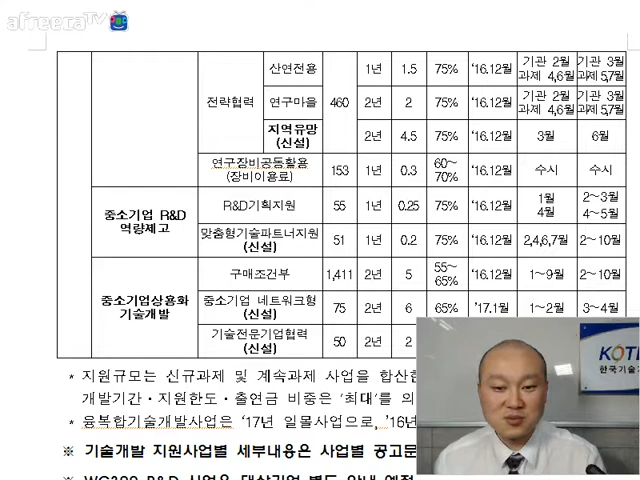 afreecaTV
산연전용 1년 1.5 75% ‘16.12월 기관 2월 과제 4,6월 기관 3월 과제 5,7월
전략협력 연구마을 460 2년 2 75% ‘16.12월 기관 2월 과제 4,6월 기관 3월 과제 5,7월
지역유망 (신설) 2년 4.5 75% ‘16.12월 3월 6월
연구장비공동활용 (장비이용료) 153 1년 0.3 60~70% ‘16.12월 수시 수시
중소기업 R&D 역량제고 R&D기획지원 55 1년 0.25 75% ‘16.12월 1월 4월 2~3월 4~5월
맞춤형기술파트너지원 (신설) 51 1년 0.2 75% ‘16.12월 2,4,6,7월 2~10월
중소기업상용화 기술개발 구매조건부 1,411 2년 5 55~65% ‘16.12월 1~9월 2~10월
중소기업 네트워크형 (신설) 75 2년 6 65% ‘17.1월 1~2월 3~4월
기술전문기업협력 (신설) 50 2년 2
* 지원규모는 신규과제 및 계속과제 사업을 합산한
개발기간·지원한도·출연금 비중은 ‘최대’를 의
* 융복합기술개발사업은 ‘17년 일몰사업으로, ’16년
※ 기술개발 지원사업별 세부내용은 사업별 공고문
한국기술